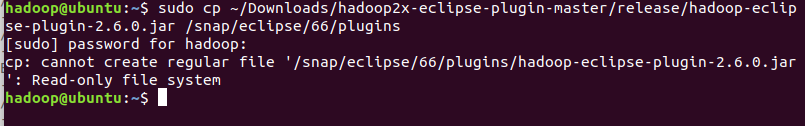 hadoop@ubuntu:~$ sudo cp ~/Downloads/hadoop2x-eclipse-plugin-master/release/hadoop-eclip
se-plugin-2.6.0.jar /snap/eclipse/66/plugins
[sudo] password for hadoop:
cp: cannot create regular file '/snap/eclipse/66/plugins/hadoop-eclipse-plugin-2.6.0.jar
': Read-only file system
hadoop@ubuntu:~$